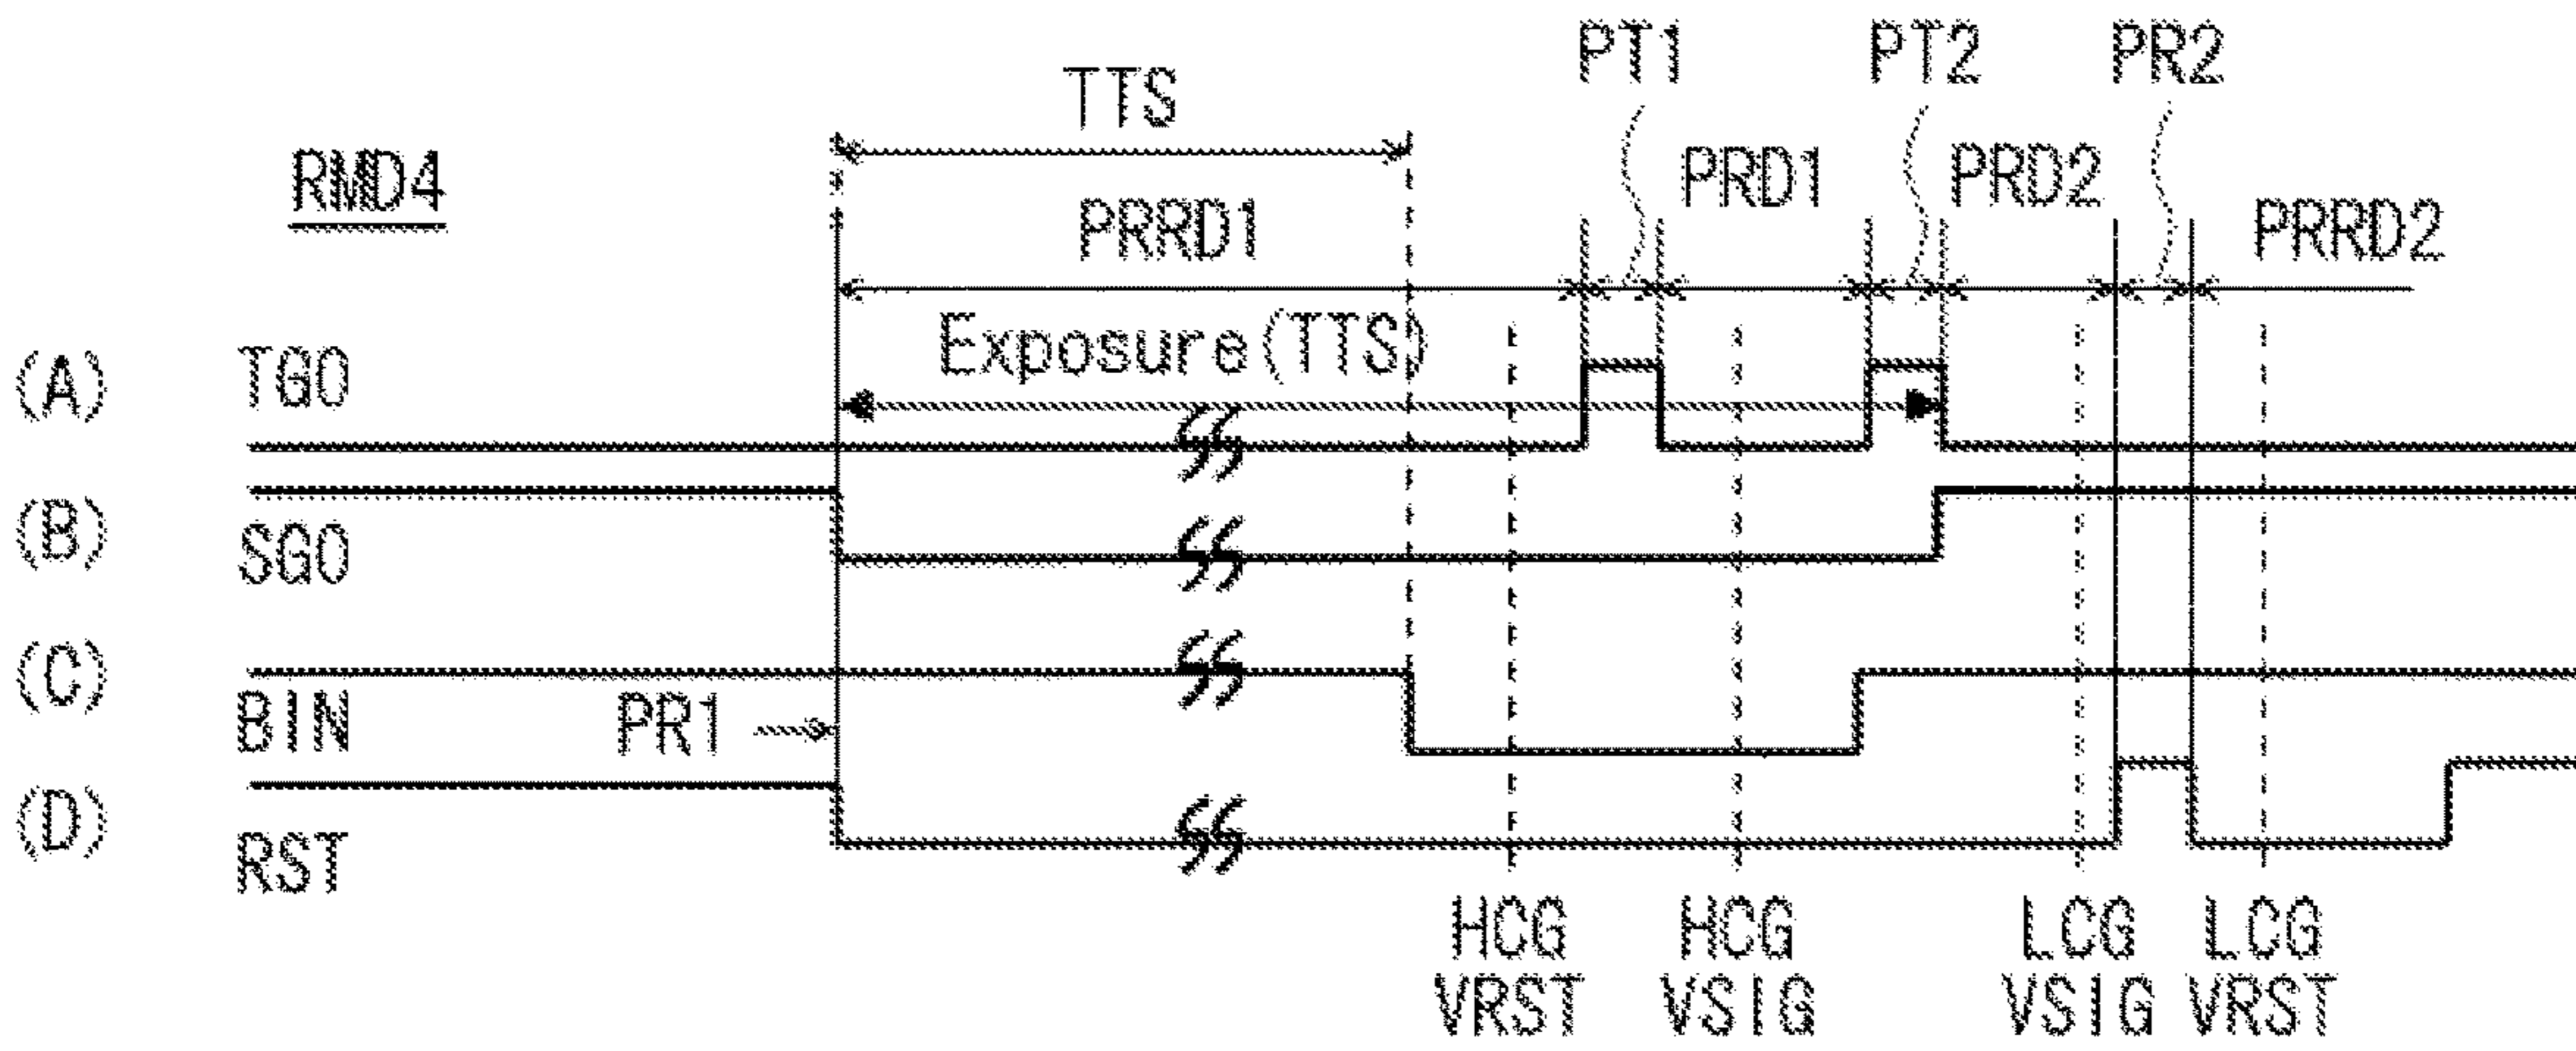 PT1 PT2 PR2
TTS
RMD4 PRD1 PRD2
PRRD1 PRRD2
Exposure(TTS)
(A) TG0
(B) SG0
(C) BIN PR1
(D) RST
HCG HCG LCG LCG
VRST VSIG VSIG VRST